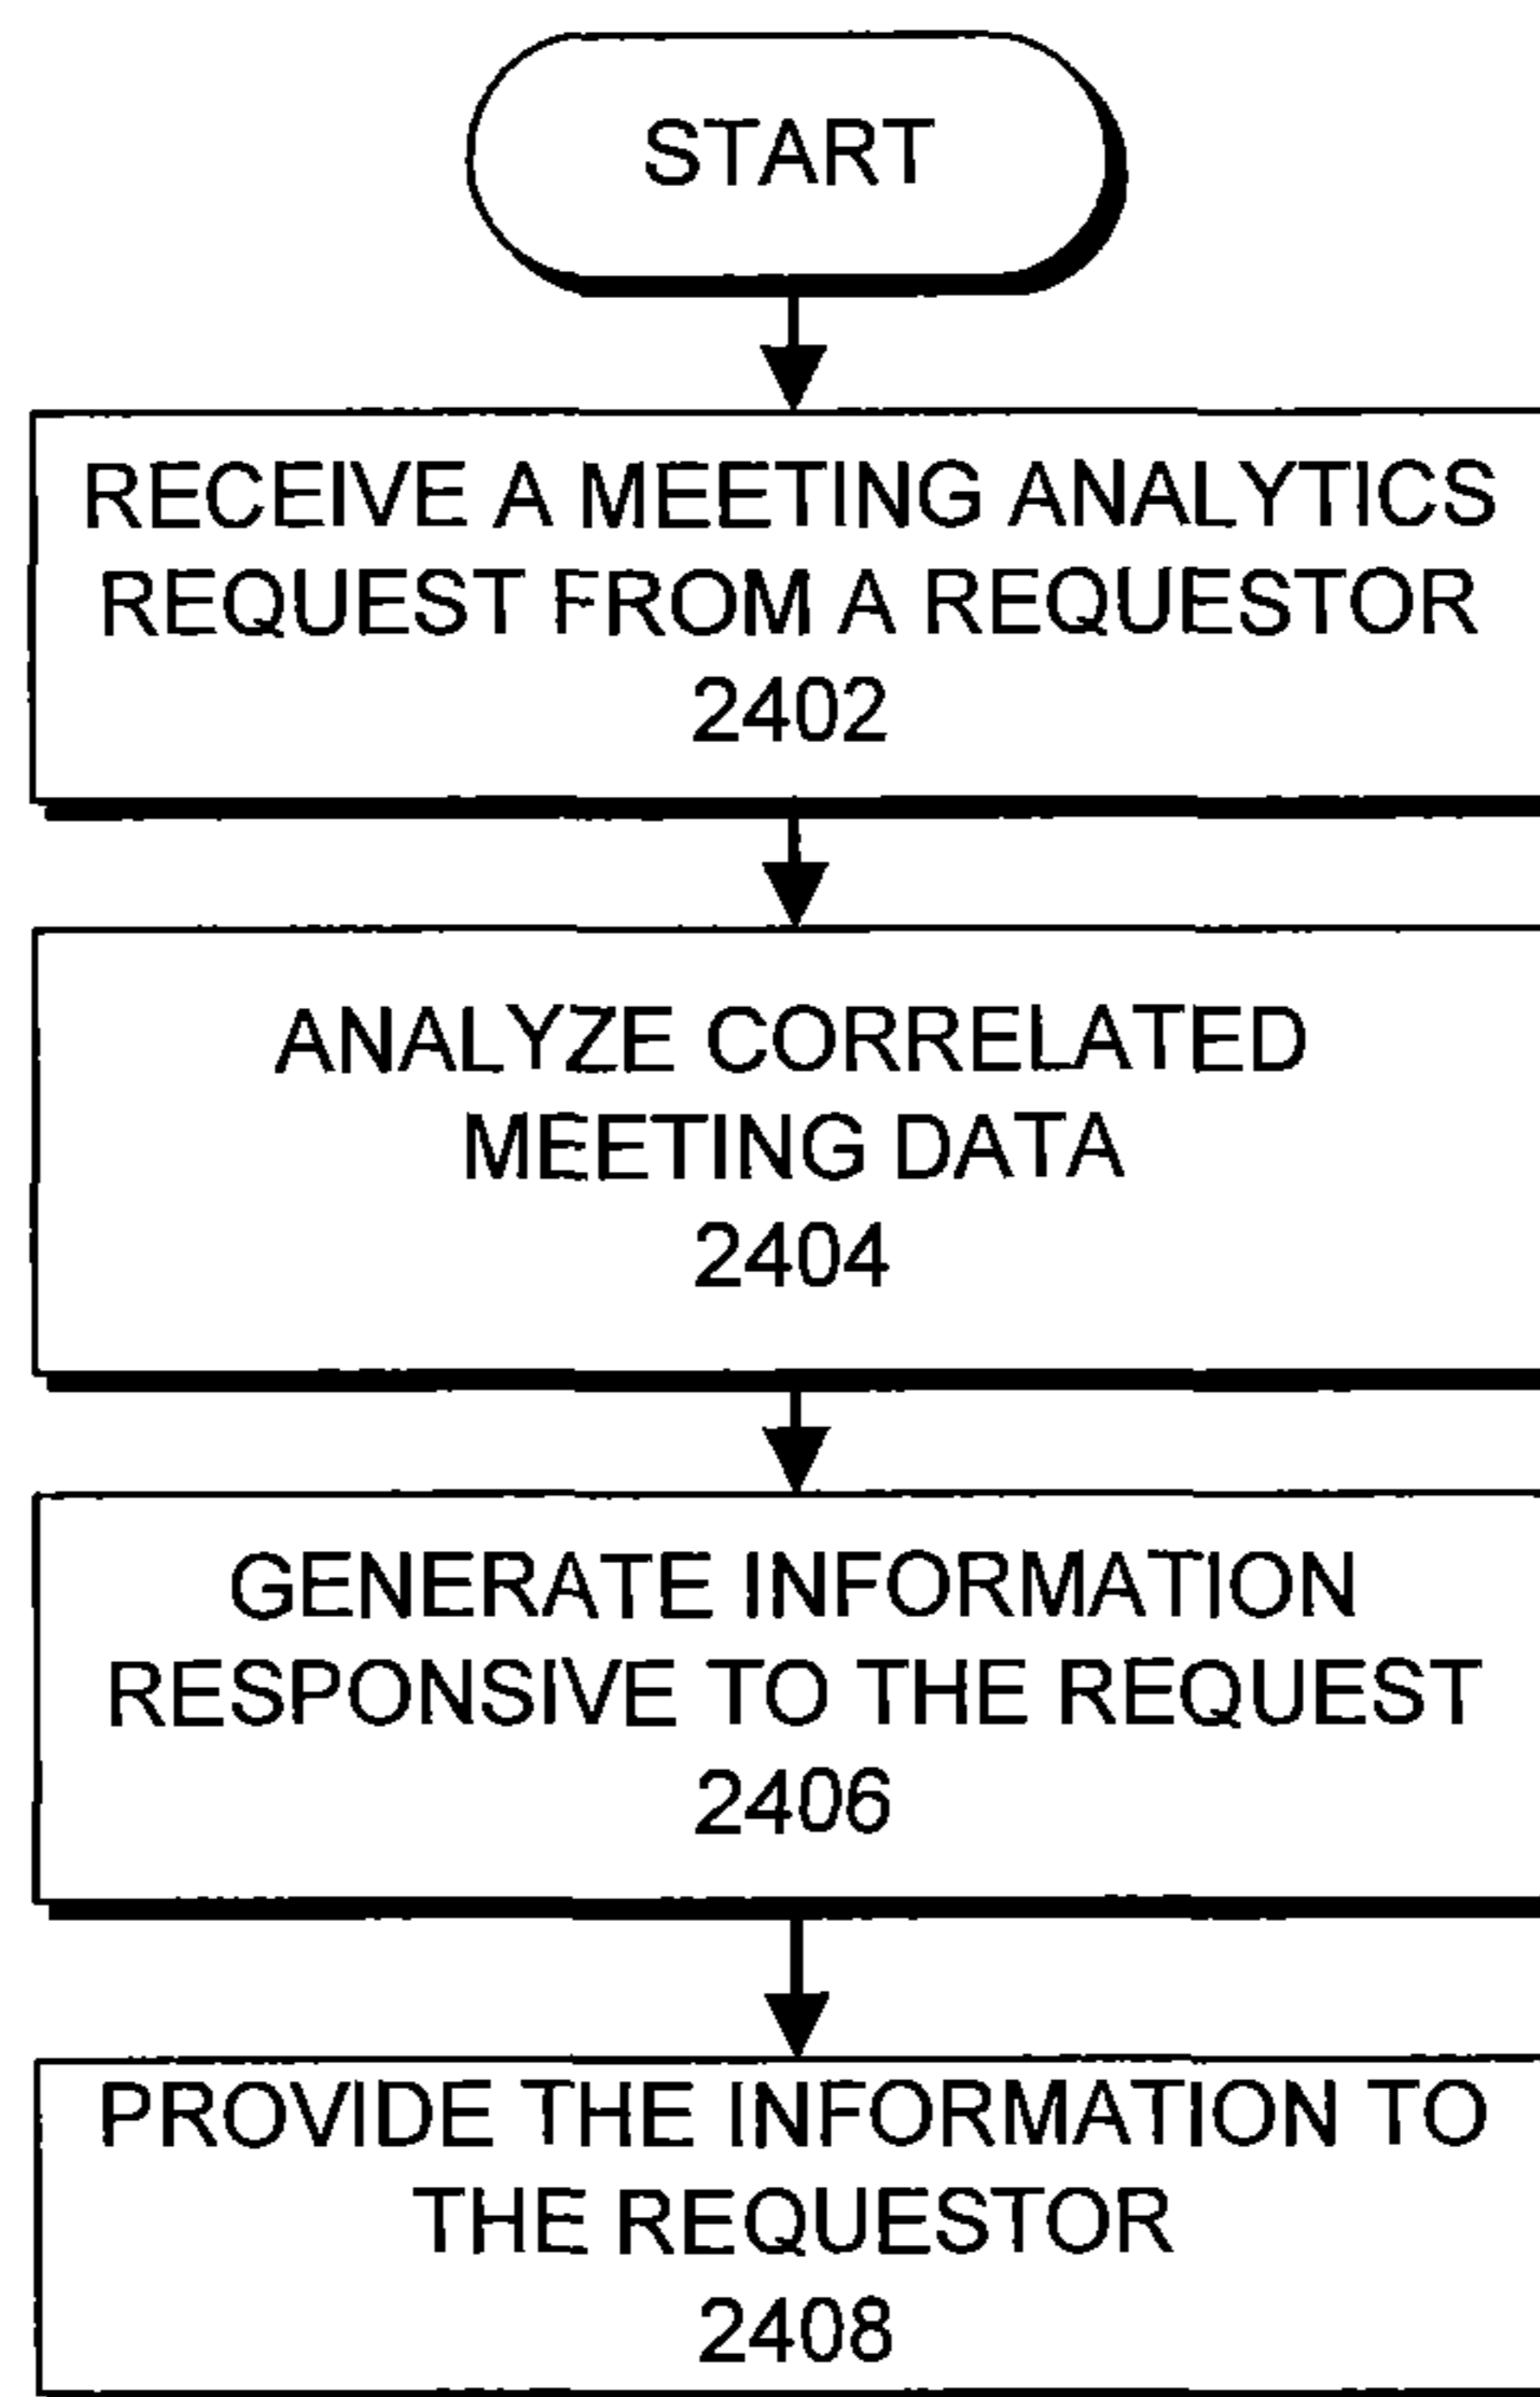 START
RECEIVE A MEETING ANALYTICS
REQUEST FROM A REQUESTOR
2402
ANALYZE CORRELATED
MEETING DATA
2404
GENERATE INFORMATION
RESPONSIVE TO THE REQUEST
2406
PROVIDE THE INFORMATION TO
THE REQUESTOR
2408